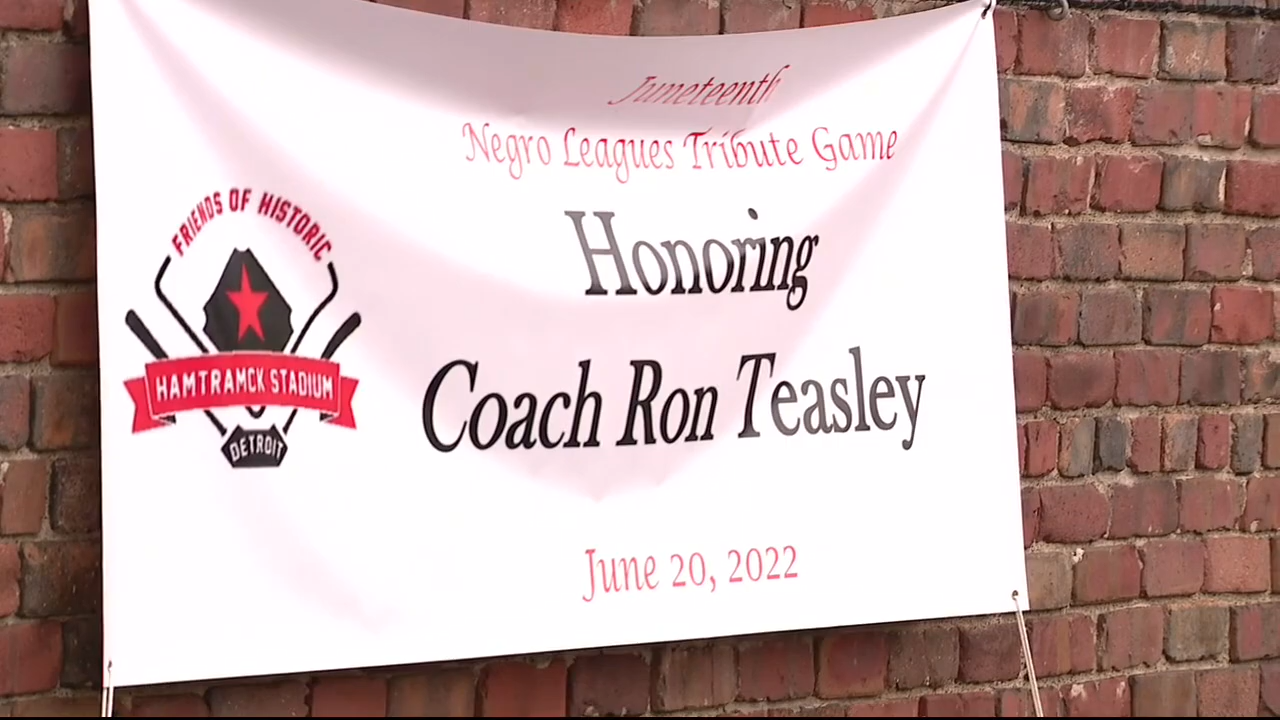 Juneteenth
Negro Leagues Tribute Game
Honoring
Coach Ron Teasley
June 20, 2022
FRIENDS OF HISTORIC
HAMTRAMCK STADIUM
DETROIT